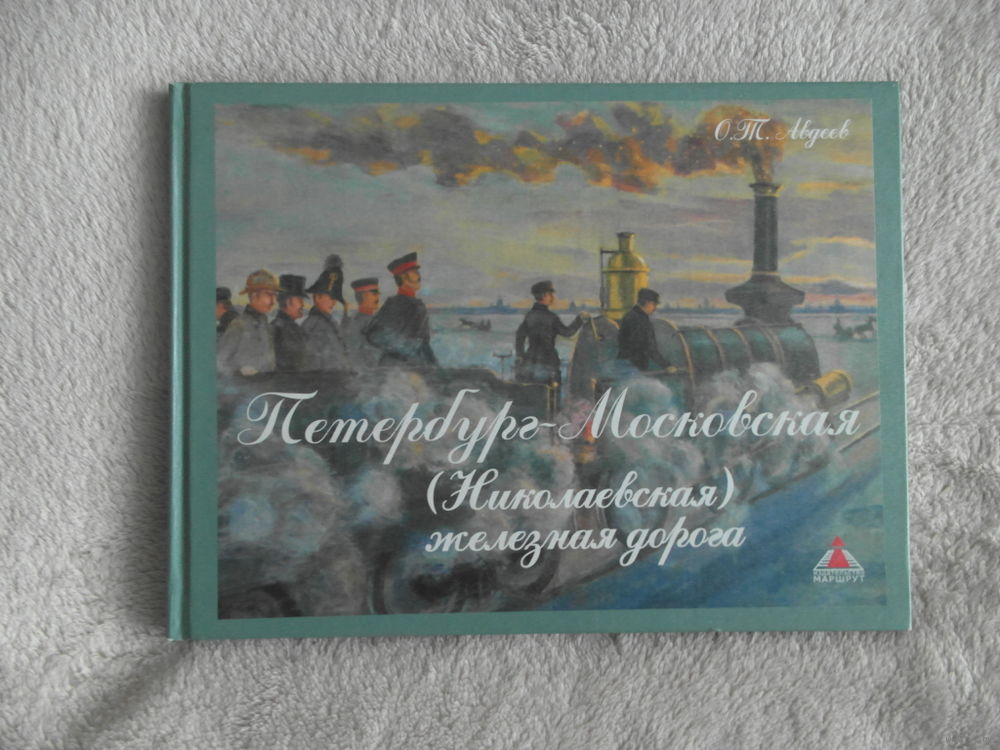 О.Т. Авдеев
Петербург-Московская
(Николаевская)
железная дорога
МАРШРУТ